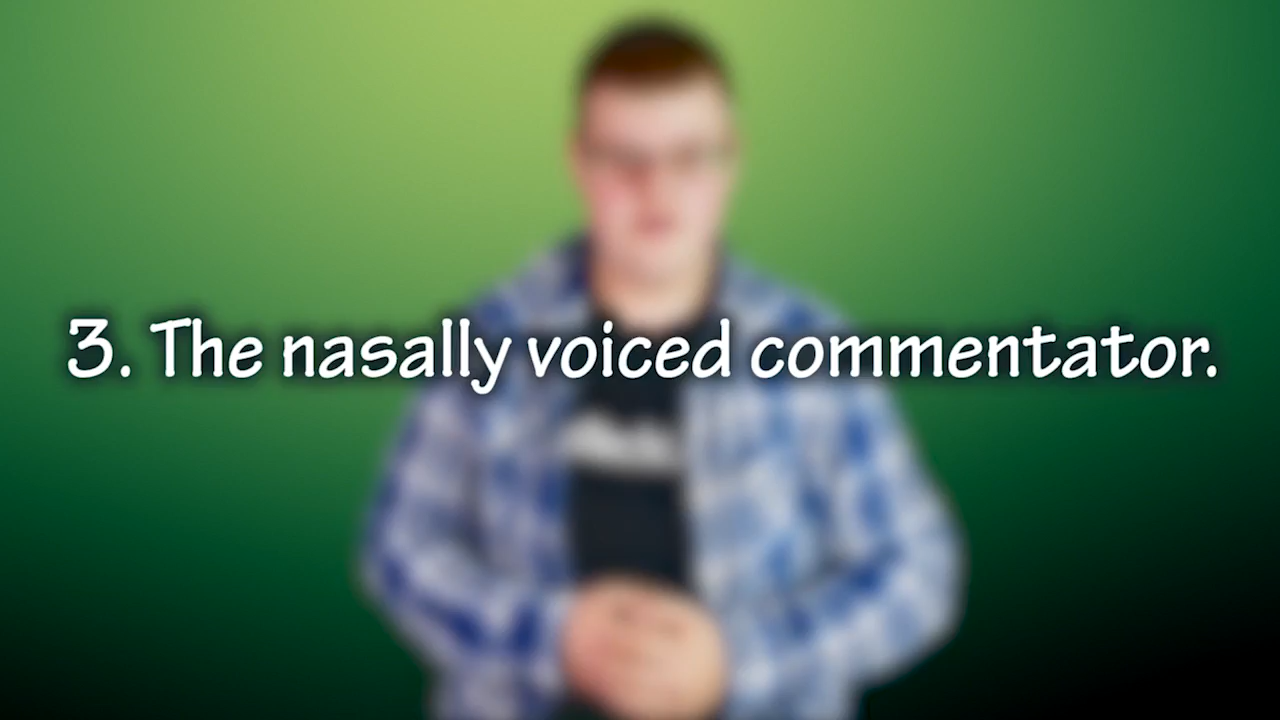 3. The nasally voiced commentator.